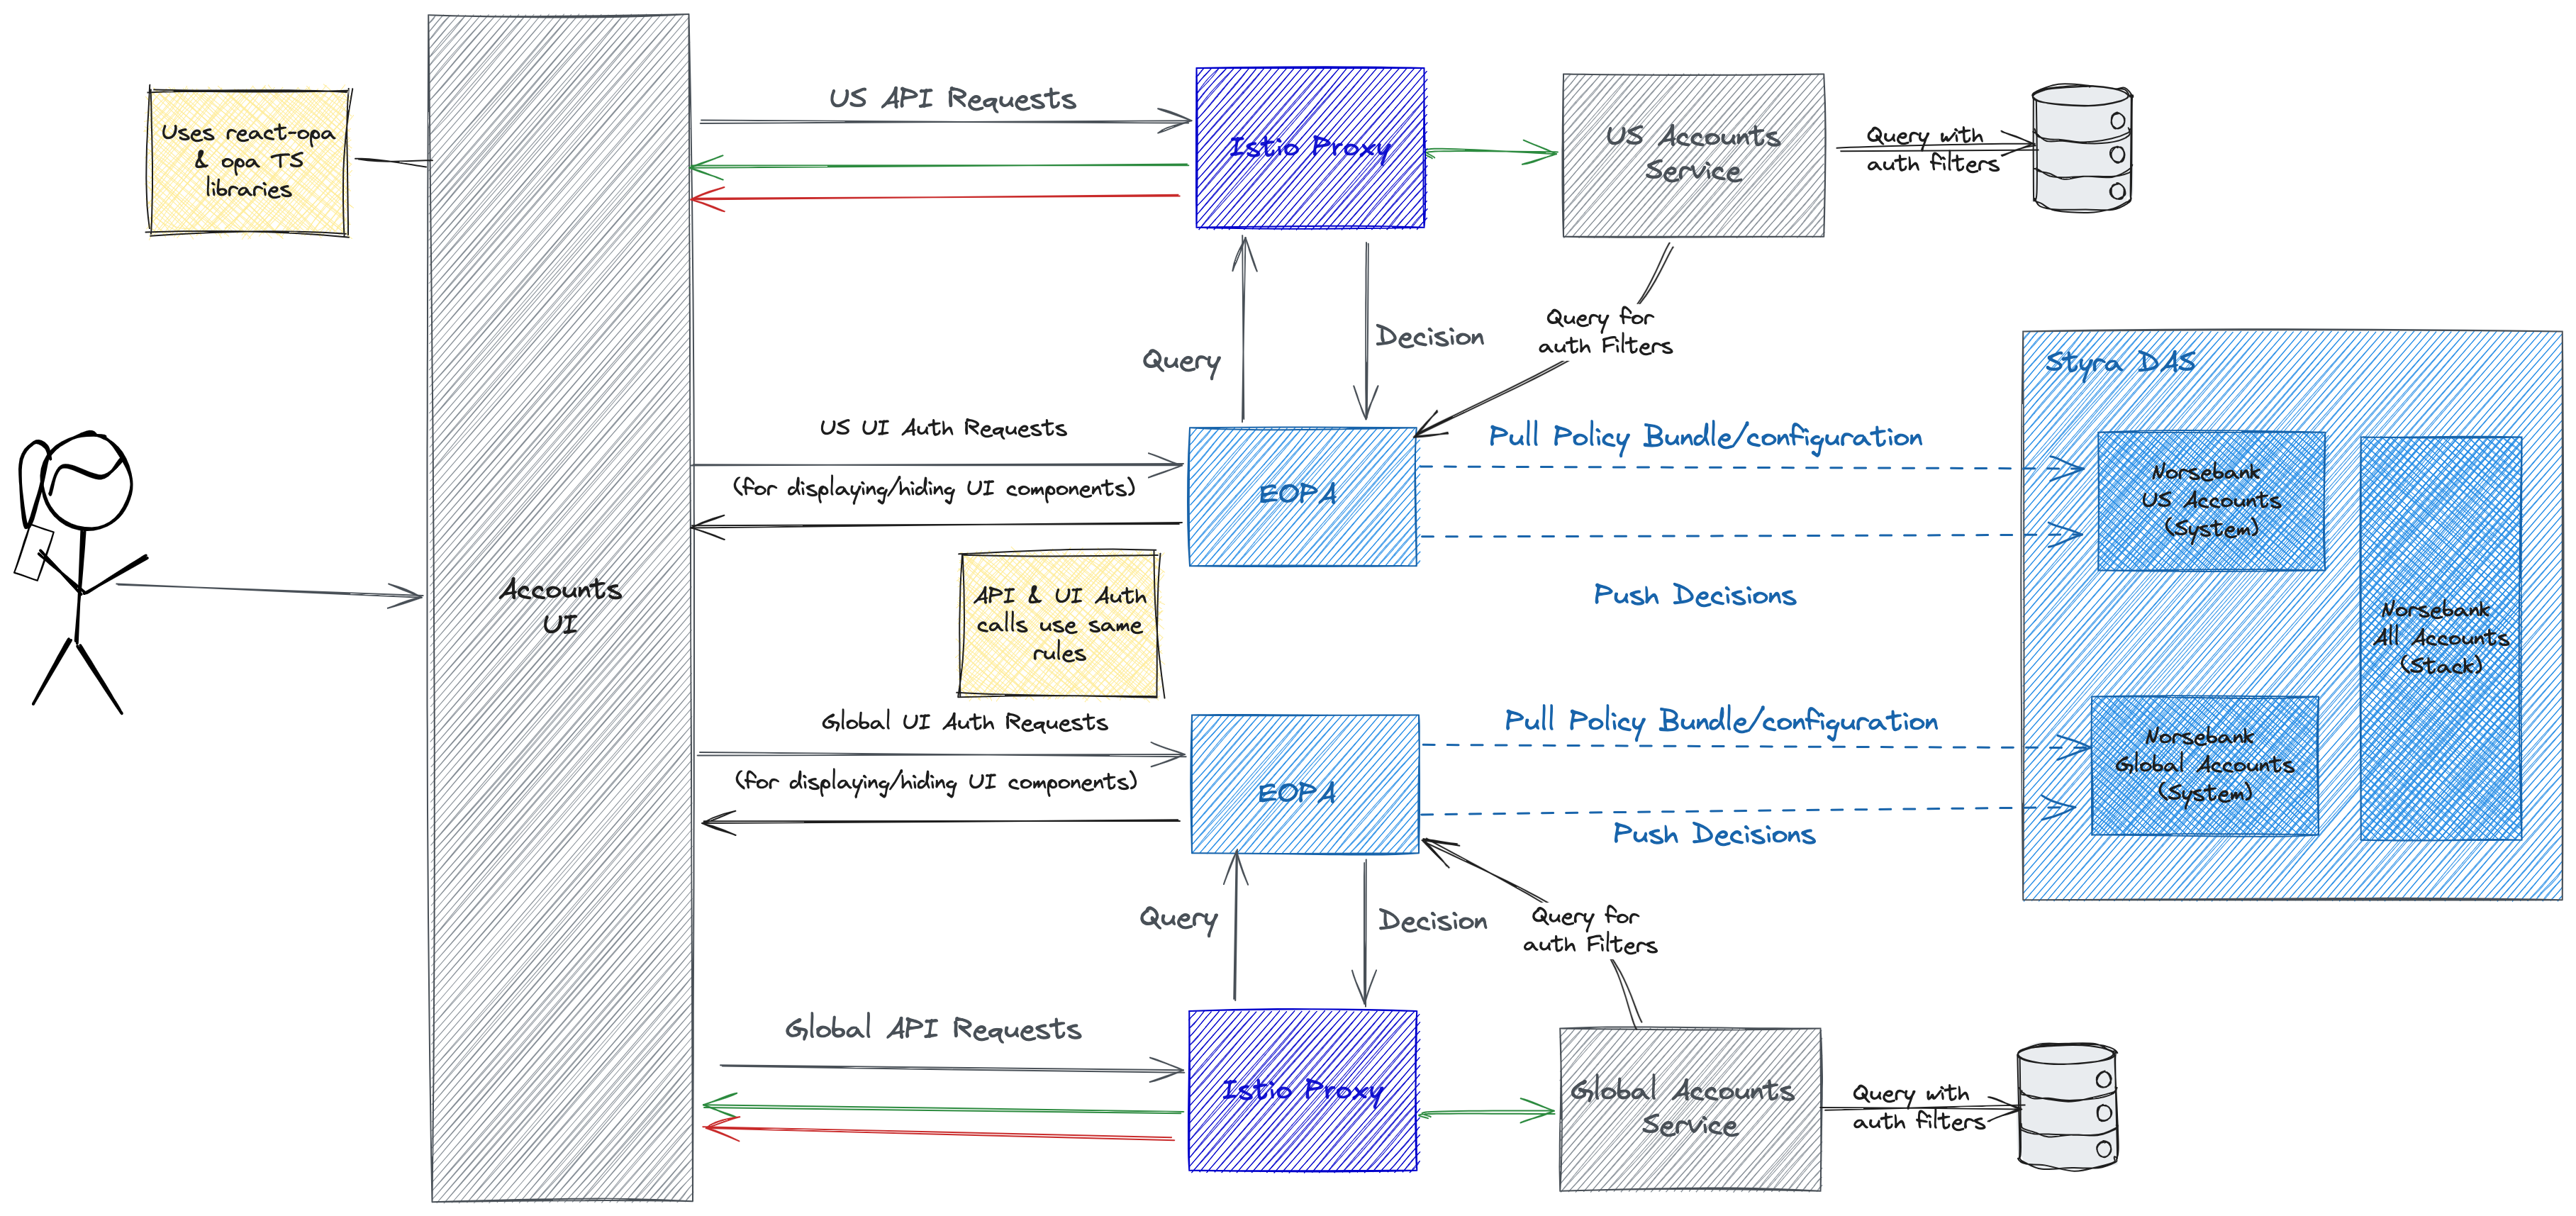 Uses react-opa
& opa TS
libraries
Accounts
UI
US API Requests
Istio Proxy
US Accounts
Service
Query with
auth filters
Query
Decision
Query for
auth Filters
US UI Auth Requests
(for displaying/hiding UI components)
EOPA
Pull Policy Bundle/configuration
Push Decisions
Styra DAS
Norsebank
US Accounts
(System)
Norsebank
All Accounts
(Stack)
API & UI Auth
calls use same
rules
Global UI Auth Requests
(for displaying/hiding UI components)
EOPA
Pull Policy Bundle/configuration
Push Decisions
Norsebank
Global Accounts
(System)
Query
Decision
Query for
auth Filters
Global API Requests
Istio Proxy
Global Accounts
Service
Query with
auth filters